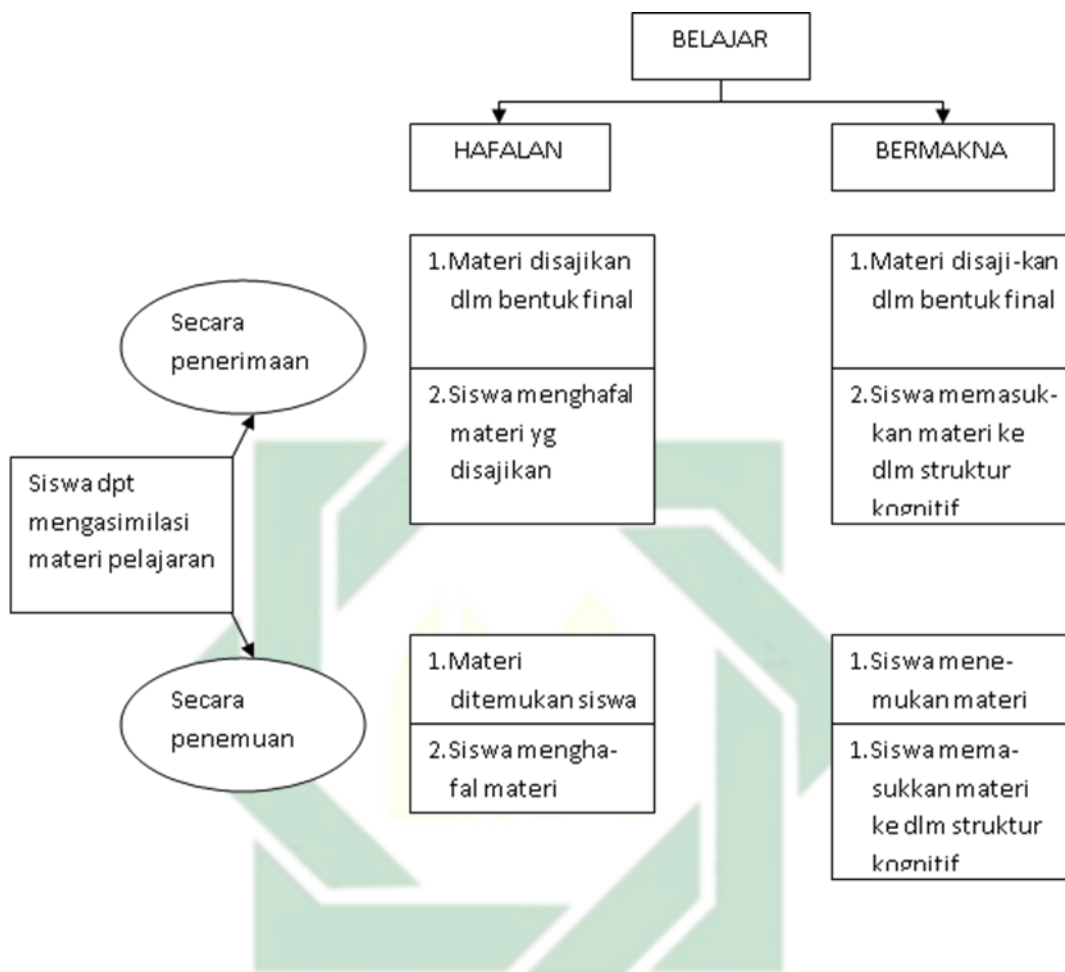 BELAJAR
HAFALAN
BERMAKNA
1.Materi disajikan
dlm bentuk final
1.Materi disaji-kan
dlm bentuk final
Secara
penerimaan
2.Siswa menghafal
materi yg
disajikan
2.Siswa memasuk-
kan materi ke
dlm struktur
kognitif
Siswa dpt
mengasimilasi
materi pelajaran
Secara
penemuan
1.Materi
ditemukan siswa
2.Siswa mengha-
fal materi
1.Siswa mene-
mukan materi
1.Siswa mema-
sukkan materi
ke dlm struktur
kognitif